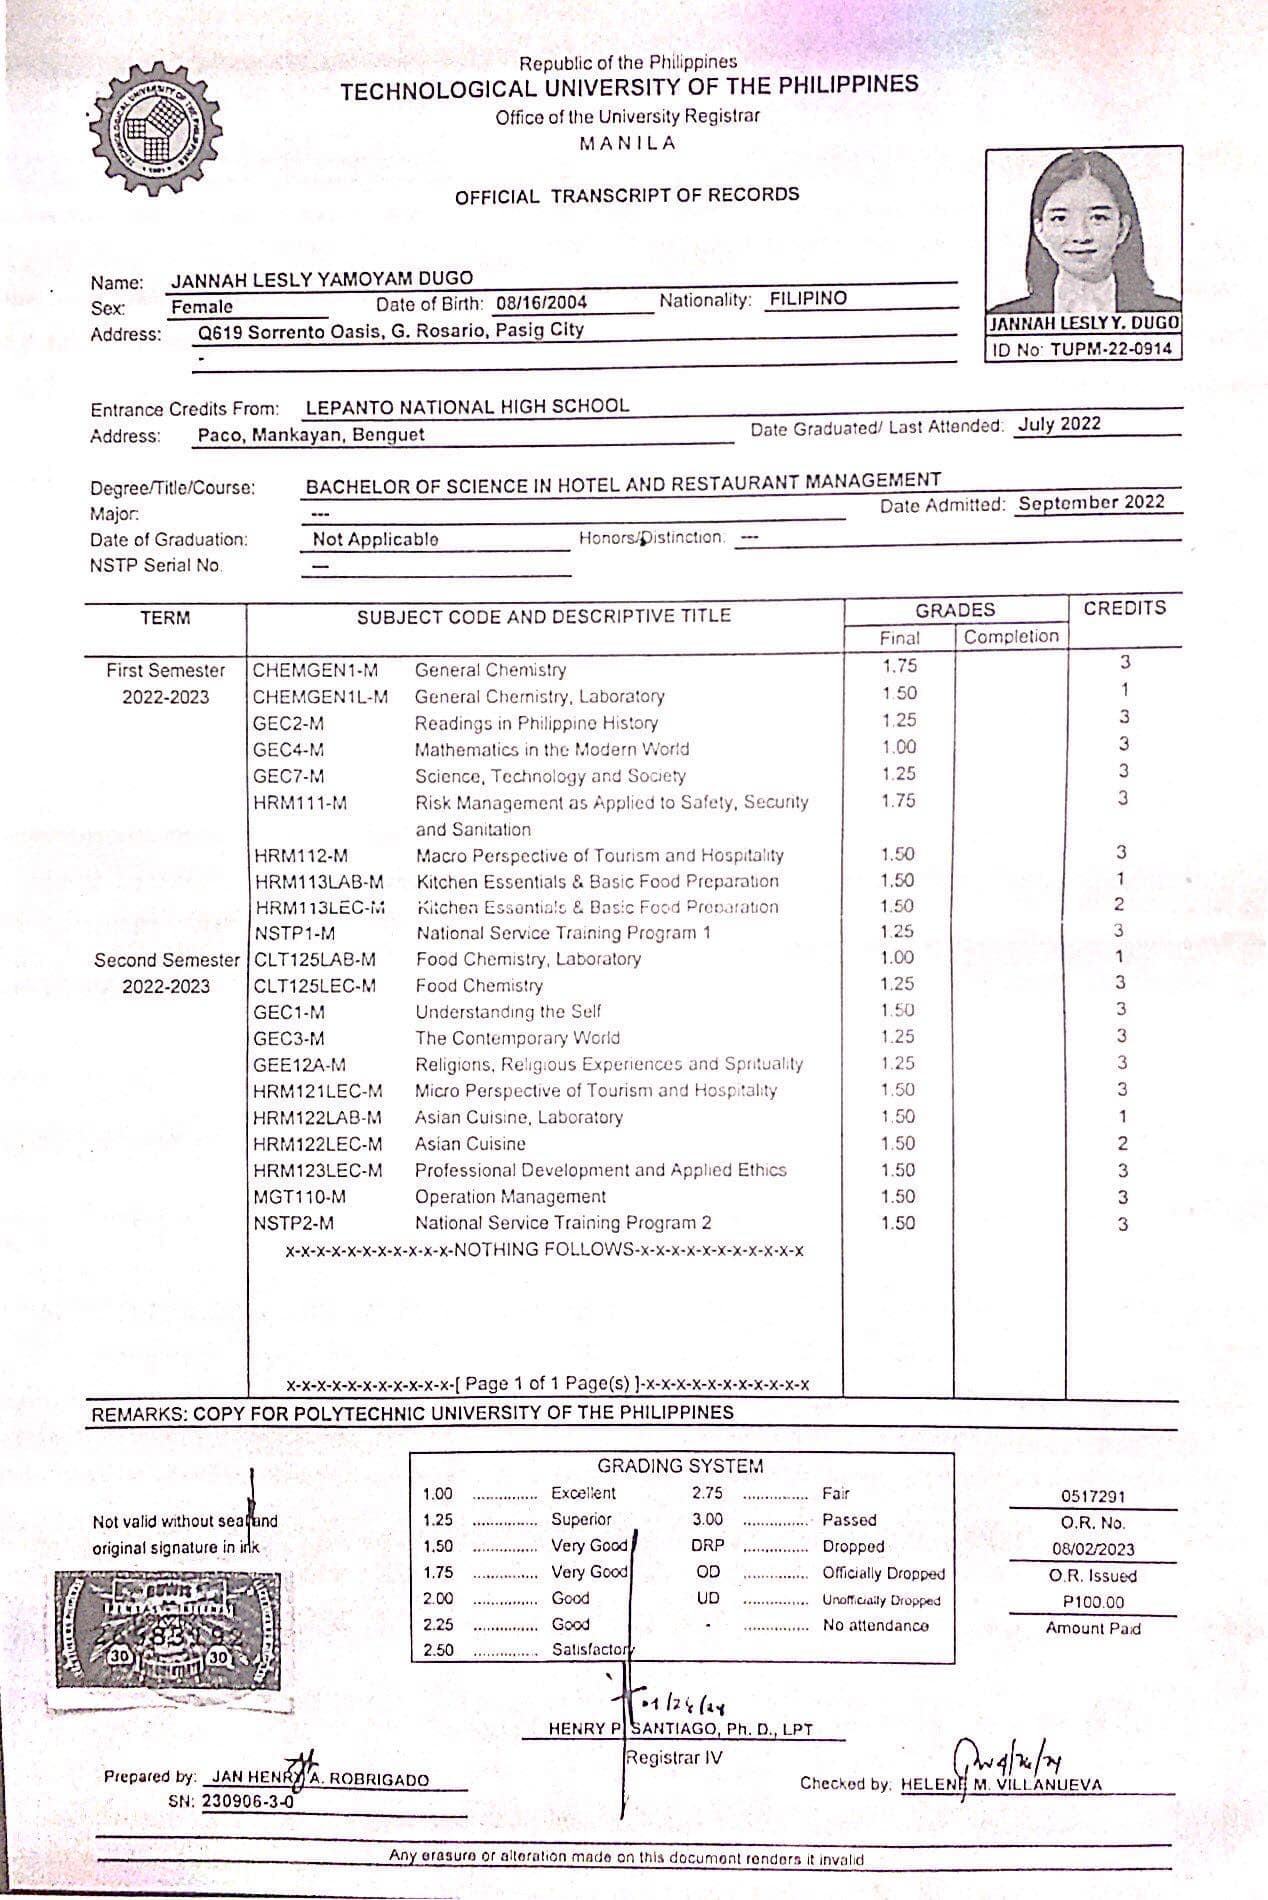 Republic of the Philippines
TECHNOLOGICAL UNIVERSITY OF THE PHILIPPINES
Office of the University Registrar
MANILA
OFFICIAL TRANSCRIPT OF RECORDS
TECHNOLOGICAL UNIVERSITY OF THE PHILIPPINES
Name: JANNAH LESLY YAMOYAM DUGO
Sex: Female Date of Birth: 08/16/2004 Nationality: FILIPINO
Address: Q619 Sorrento Oasis, G. Rosario, Pasig City
-
JANNAH LESLY Y. DUGO
ID No: TUPM-22-0914
Entrance Credits From: LEPANTO NATIONAL HIGH SCHOOL
Address: Paco, Mankayan, Benguet Date Graduated/ Last Attended: July 2022
Degree/Title/Course: BACHELOR OF SCIENCE IN HOTEL AND RESTAURANT MANAGEMENT
Major: --- Date Admitted: September 2022
Date of Graduation: Not Applicable Honors/Distinction: ---
NSTP Serial No. —
TERM SUBJECT CODE AND DESCRIPTIVE TITLE GRADES CREDITS
Final Completion
First Semester CHEMGEN1-M General Chemistry 1.75 3
2022-2023 CHEMGEN1L-M General Chemistry, Laboratory 1.50 1
GEC2-M Readings in Philippine History 1.25 3
GEC4-M Mathematics in the Modern World 1.00 3
GEC7-M Science, Technology and Society 1.25 3
HRM111-M Risk Management as Applied to Safety, Security 1.75 3
and Sanitation
HRM112-M Macro Perspective of Tourism and Hospitality 1.50 3
HRM113LAB-M Kitchen Essentials & Basic Food Preparation 1.50 1
HRM113LEC-M Kitchen Essentials & Basic Food Preparation 1.50 2
NSTP1-M National Service Training Program 1 1.25 3
Second Semester CLT125LAB-M Food Chemistry, Laboratory 1.00 1
2022-2023 CLT125LEC-M Food Chemistry 1.25 3
GEC1-M Understanding the Self 1.50 3
GEC3-M The Contemporary World 1.25 3
GEE12A-M Religions, Religious Experiences and Sprituality 1.25 3
HRM121LEC-M Micro Perspective of Tourism and Hospitality 1.50 3
HRM122LAB-M Asian Cuisine, Laboratory 1.50 1
HRM122LEC-M Asian Cuisine 1.50 2
HRM123LEC-M Professional Development and Applied Ethics 1.50 3
MGT110-M Operation Management 1.50 3
NSTP2-M National Service Training Program 2 1.50 3
x-x-x-x-x-x-x-x-x-x-x-NOTHING FOLLOWS-x-x-x-x-x-x-x-x-x-x-x
x-x-x-x-x-x-x-x-x-x-x-[ Page 1 of 1 Page(s) ]-x-x-x-x-x-x-x-x-x-x-x
REMARKS: COPY FOR POLYTECHNIC UNIVERSITY OF THE PHILIPPINES
GRADING SYSTEM
1.00 .............. Excellent 2.75 .............. Fair
1.25 .............. Superior 3.00 .............. Passed
1.50 .............. Very Good DRP .............. Dropped
1.75 .............. Very Good OD .............. Officially Dropped
2.00 .............. Good UD .............. Unofficially Dropped
2.25 .............. Good - .............. No attendance
2.50 .............. Satisfactory
Not valid without seal and
original signature in ink
30 30
0517291
O.R. No.
08/02/2023
O.R. Issued
P100.00
Amount Paid
HENRY P. SANTIAGO, Ph. D., LPT
Registrar IV
Prepared by: JAN HENRY A. ROBRIGADO
SN: 230906-3-0
Checked by: HELENE M. VILLANUEVA
Any erasure or alteration made on this document renders it invalid